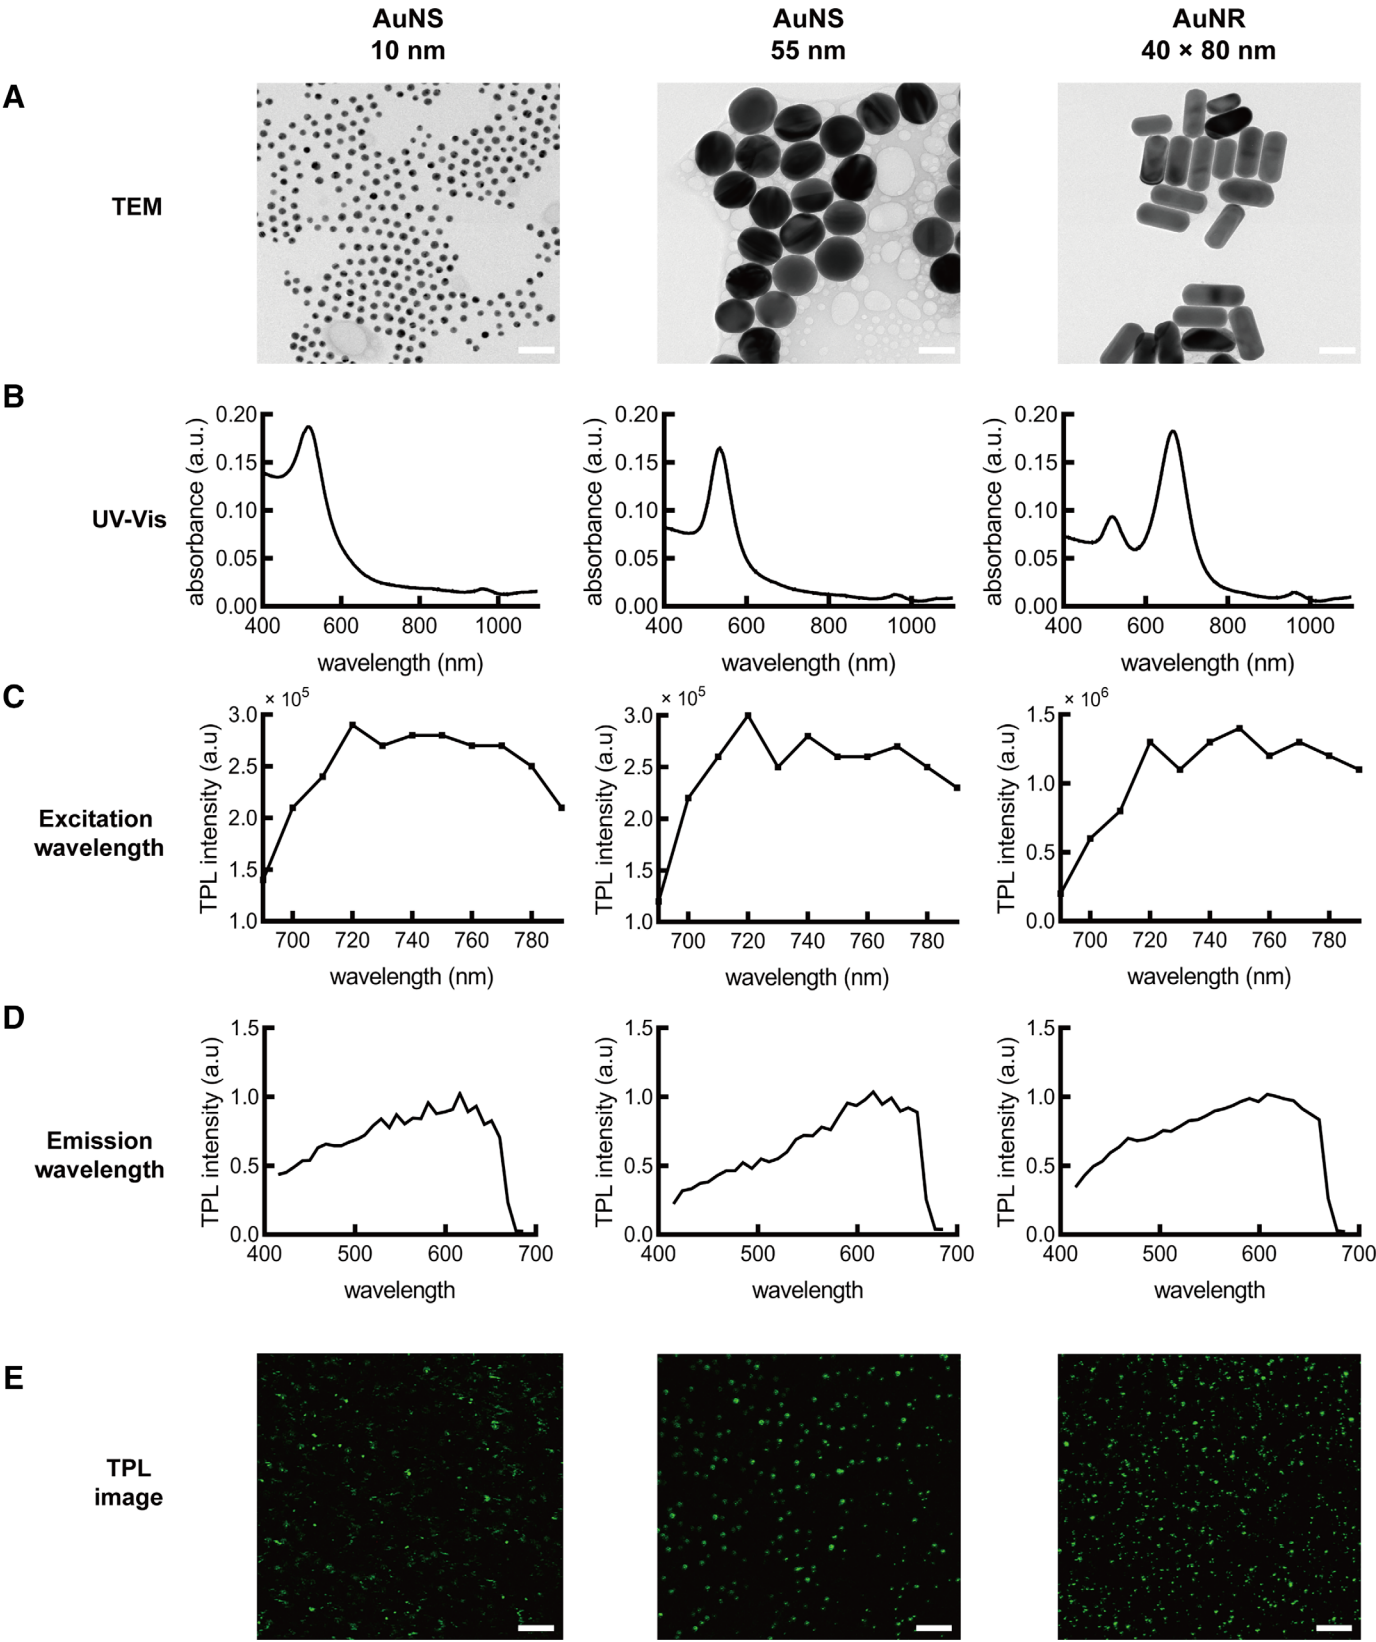 AuNS
10 nm
AuNS
55 nm
AuNR
40 × 80 nm
A
TEM
B
UV-Vis
absorbance (a.u.)
0.20
0.15
0.10
0.05
0.00
400 600 800 1000
wavelength (nm)
absorbance (a.u.)
0.20
0.15
0.10
0.05
0.00
400 600 800 1000
wavelength (nm)
absorbance (a.u.)
0.20
0.15
0.10
0.05
0.00
400 600 800 1000
wavelength (nm)
C
Excitation
wavelength
× 10⁵
TPL intensity (a.u)
3.0
2.5
2.0
1.5
1.0
700 720 740 760 780
wavelength (nm)
× 10⁵
TPL intensity (a.u)
3.0
2.5
2.0
1.5
1.0
700 720 740 760 780
wavelength (nm)
× 10⁶
TPL intensity (a.u)
1.5
1.0
0.5
0.0
700 720 740 760 780
wavelength (nm)
D
Emission
wavelength
TPL intensity (a.u)
1.5
1.0
0.5
0.0
400 500 600 700
wavelength
TPL intensity (a.u)
1.5
1.0
0.5
0.0
400 500 600 700
wavelength
TPL intensity (a.u)
1.5
1.0
0.5
0.0
400 500 600 700
wavelength
E
TPL
image